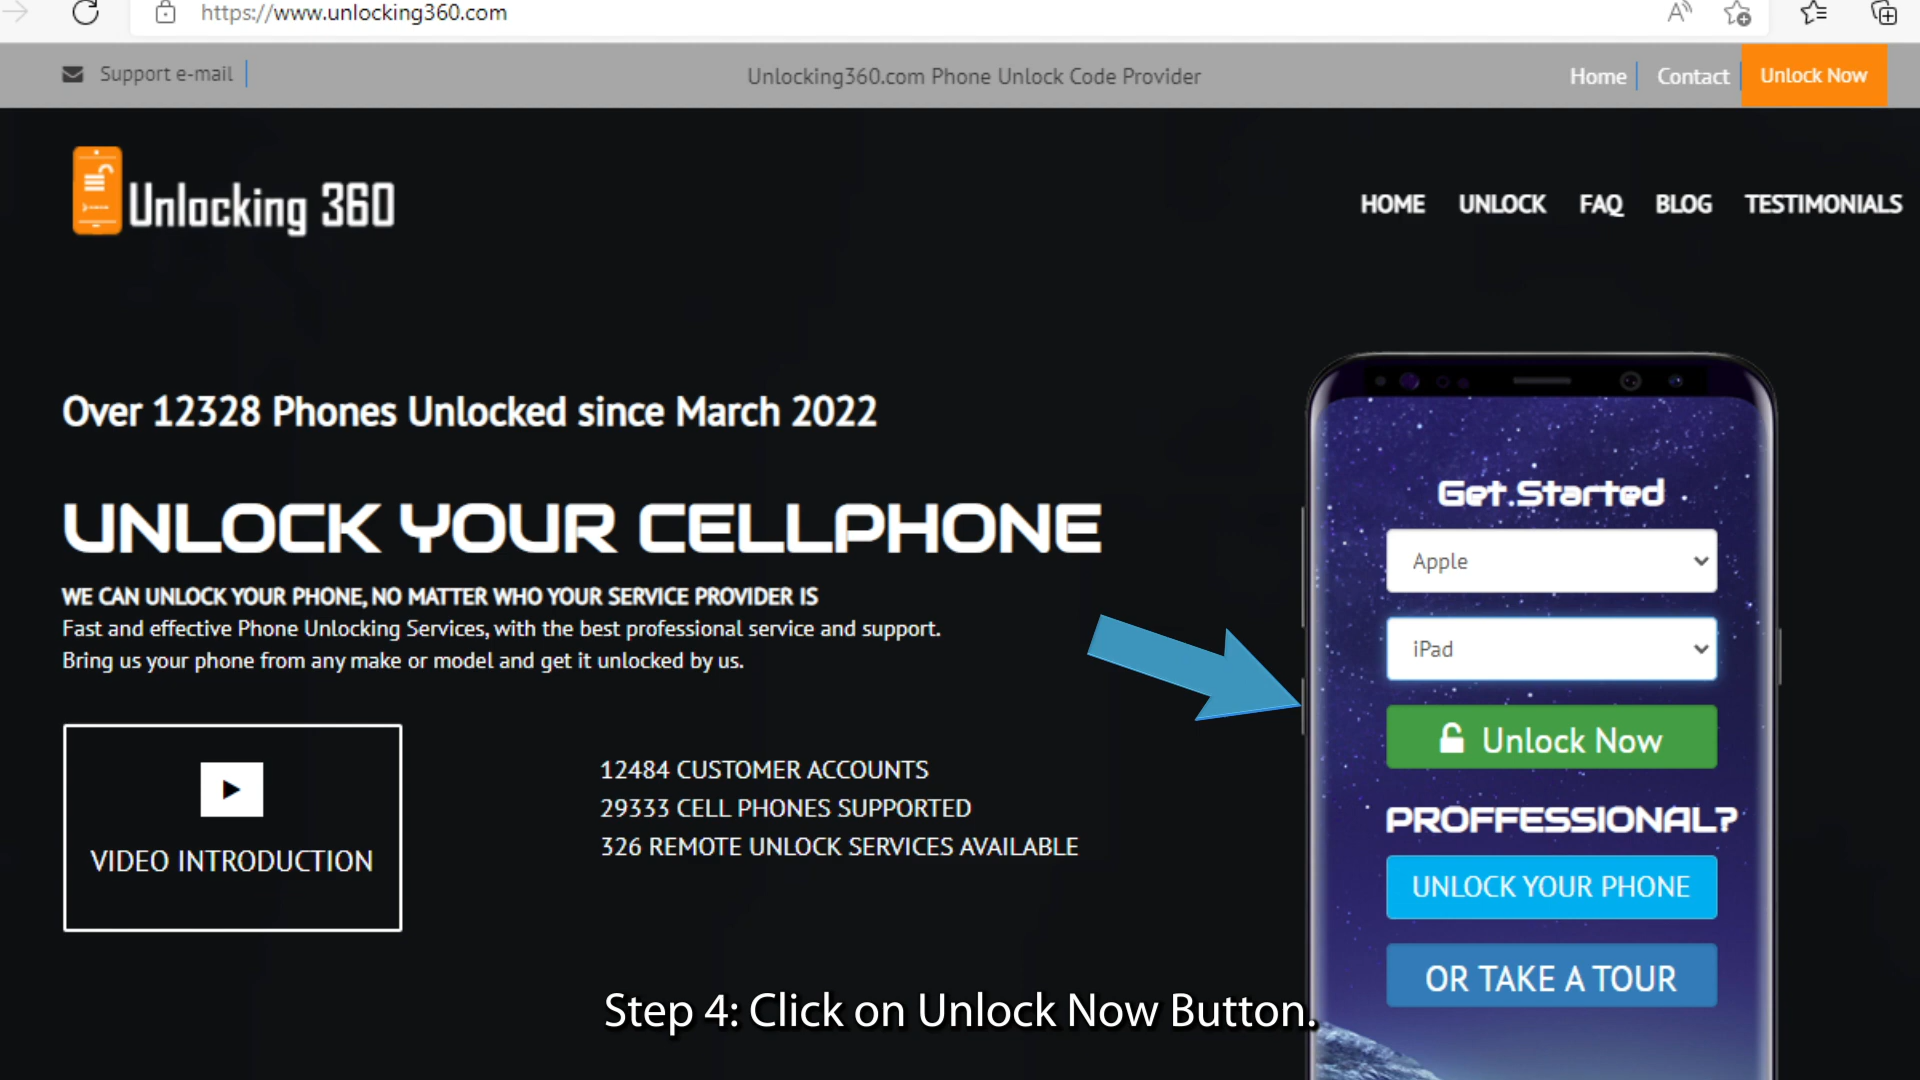 https://www.unlocking360.com
Support e-mail
Unlocking360.com Phone Unlock Code Provider
Home
Contact
Unlock Now
Unlocking 360
HOME
UNLOCK
FAQ
BLOG
TESTIMONIALS
Over 12328 Phones Unlocked since March 2022
UNLOCK YOUR CELLPHONE
WE CAN UNLOCK YOUR PHONE, NO MATTER WHO YOUR SERVICE PROVIDER IS
Fast and effective Phone Unlocking Services, with the best professional service and support.
Bring us your phone from any make or model and get it unlocked by us.
VIDEO INTRODUCTION
12484 CUSTOMER ACCOUNTS
29333 CELL PHONES SUPPORTED
326 REMOTE UNLOCK SERVICES AVAILABLE
Get Started
Apple
iPad
Unlock Now
PROFFESSIONAL?
UNLOCK YOUR PHONE
OR TAKE A TOUR
Step 4: Click on Unlock Now Button.